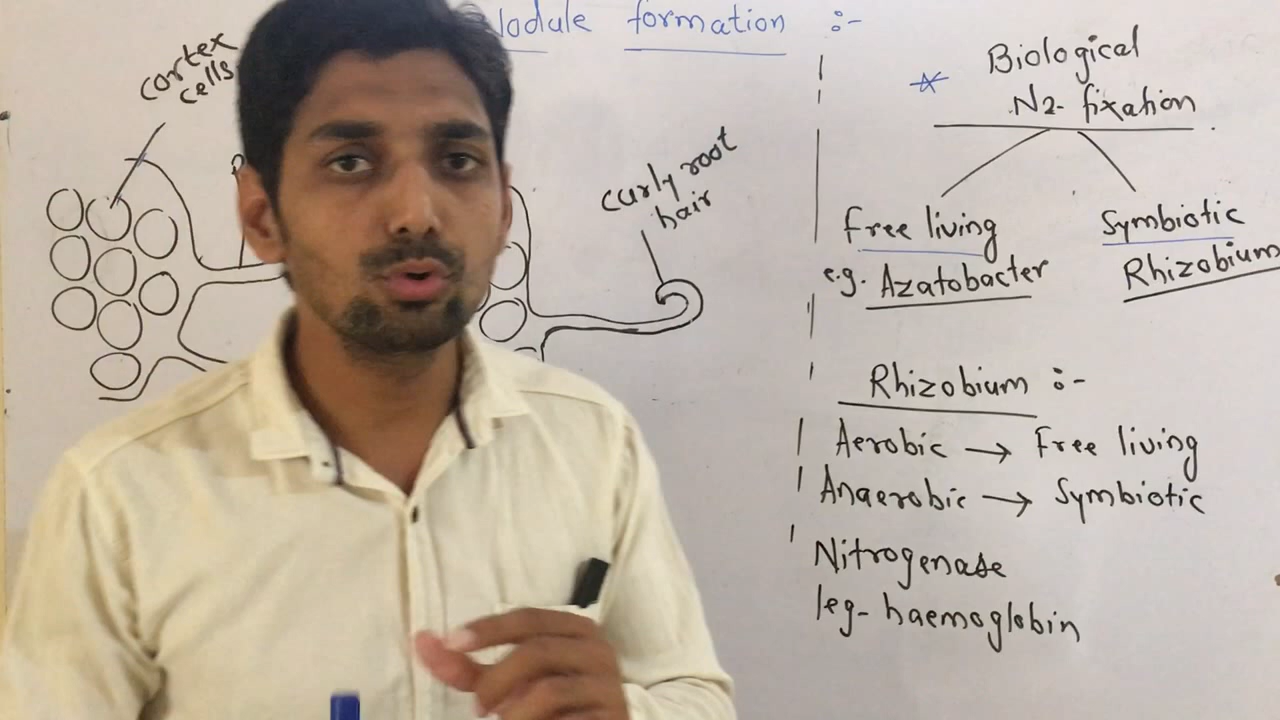 Nodule formation :-
cortex
cells
curly root
hair
Biological
N2- fixation
Free living
Symbiotic
e.g. Azatobacter
Rhizobium
Rhizobium :-
Aerobic → Free living
Anaerobic → Symbiotic
Nitrogenase
leg-haemoglobin